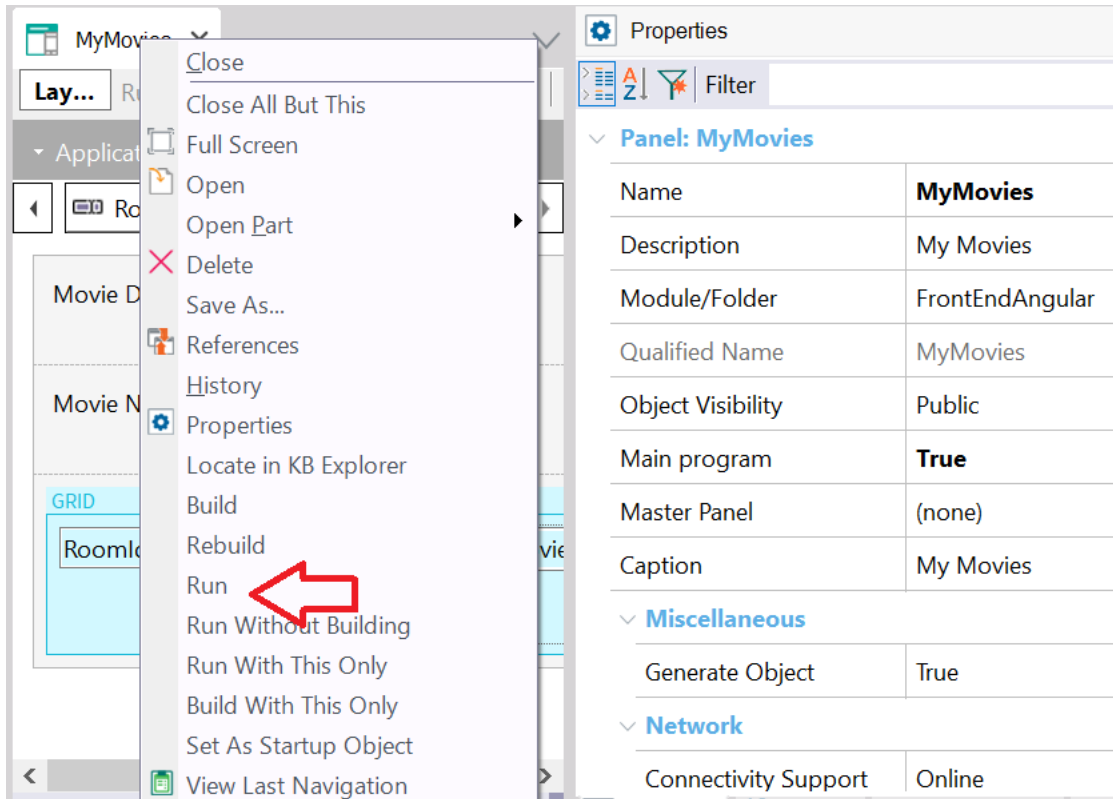 MyMovies
Lay...
Close
Close All But This
Full Screen
Open
Open Part
Delete
Save As...
References
History
Properties
Locate in KB Explorer
Build
Rebuild
Run
Run Without Building
Run With This Only
Build With This Only
Set As Startup Object
View Last Navigation
Applicat
Ro
Movie D
Movie N
GRID
RoomId
vie
Properties
A
Z
Filter
Panel: MyMovies
Name MyMovies
Description My Movies
Module/Folder FrontEndAngular
Qualified Name MyMovies
Object Visibility Public
Main program True
Master Panel (none)
Caption My Movies
Miscellaneous
Generate Object True
Network
Connectivity Support Online